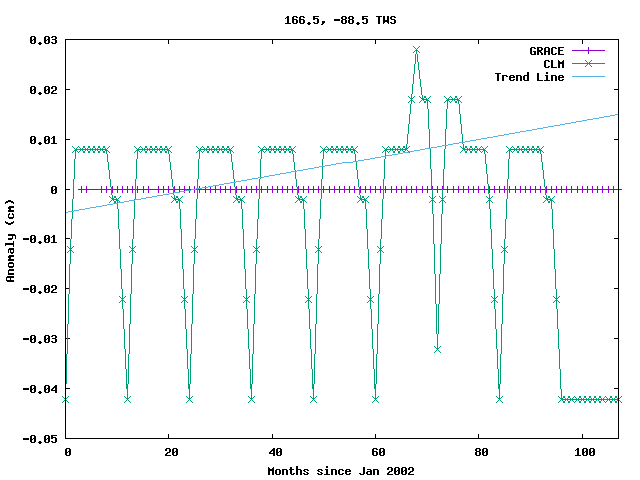 166.5, -88.5 TWS
GRACE
CLM
Trend Line
0.03
0.02
0.01
0
-0.01
-0.02
-0.03
-0.04
-0.05
Anomaly (cm)
0 20 40 60 80 100
Months since Jan 2002